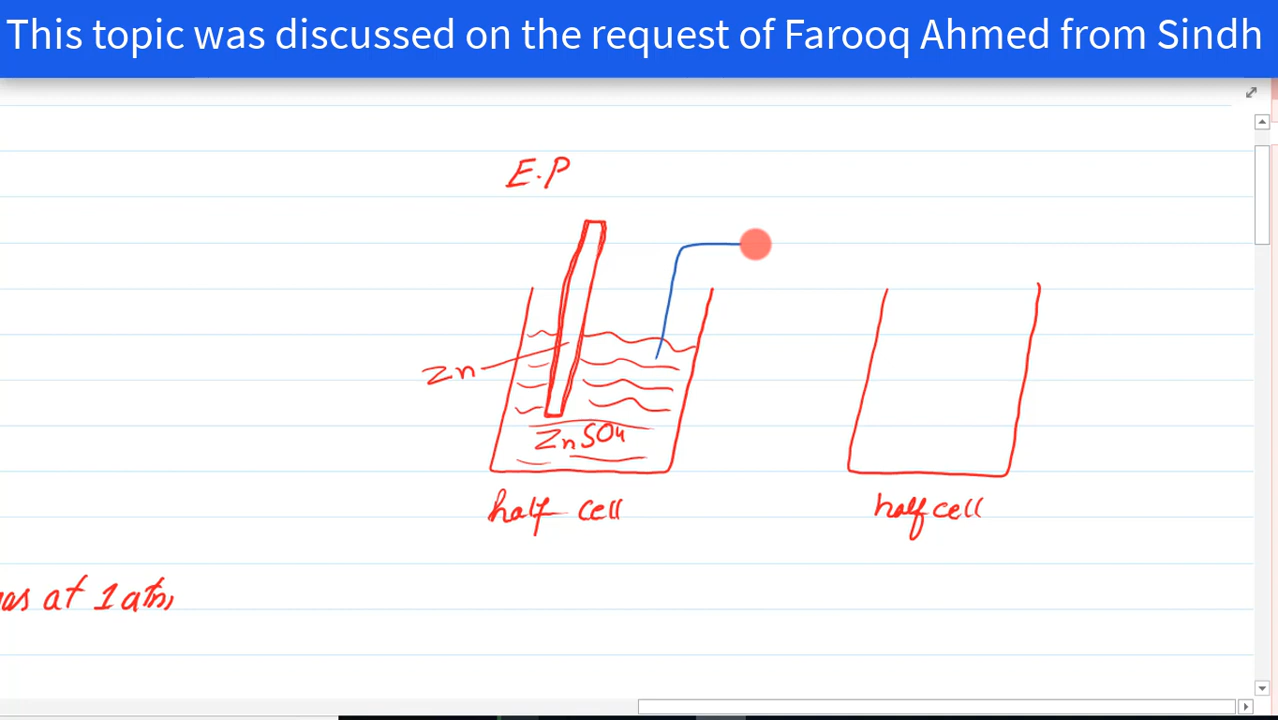 This topic was discussed on the request of Farooq Ahmed from Sindh
E.P
Zn
ZnSO4
half cell
half cell
at 1 atm,